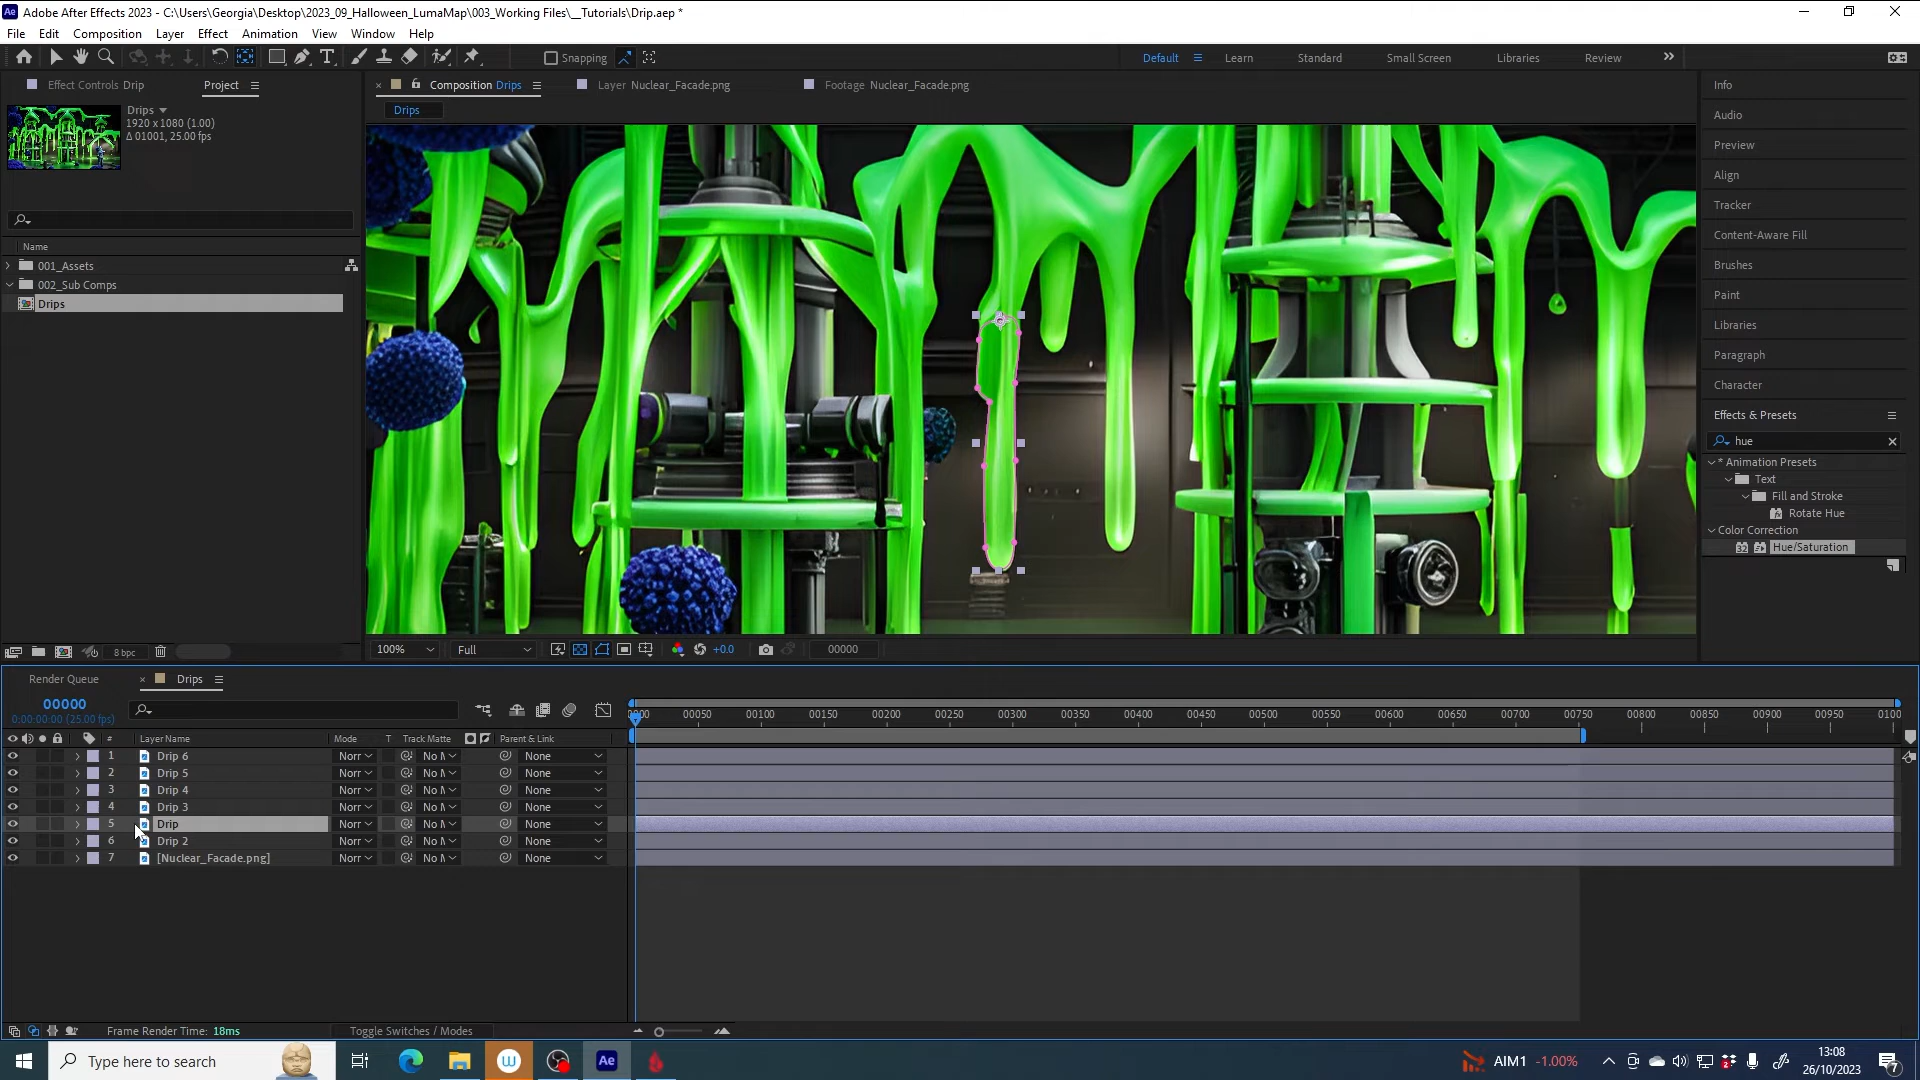 Adobe After Effects 2023 - C:\Users\Georgia\Desktop\2023_09_Halloween_LumaMap\003_Working Files\__Tutorials\Drip.aep *
File Edit Composition Layer Effect Animation View Window Help
Snapping Default Learn Standard Small Screen Libraries Review
Effect Controls Drip Project Composition Drips Layer Nuclear_Facade.png Footage Nuclear_Facade.png Info
Drips Drips
1920 x 1080 (1.00)
Δ 01001, 25.00 fps
Audio
Preview
Align
Tracker
Content-Aware Fill
Brushes
Paint
Libraries
Paragraph
Character
Effects & Presets
hue
* Animation Presets
Text
Fill and Stroke
Rotate Hue
Color Correction
32 Hue/Saturation
Name
001_Assets
002_Sub Comps
Drips
8 bpc 100% Full +0.0 00000
Render Queue Drips
00000
0:00:00:00 (25.00 fps)
00050 00100 00150 00200 00250 00300 00350 00400 00450 00500 00550 00600 00650 00700 00750 00800 00850 00900 00950 0100
# Layer Name Mode T Track Matte Parent & Link
1 Drip 6 Norr No M None
2 Drip 5 Norr No M None
3 Drip 4 Norr No M None
4 Drip 3 Norr No M None
5 Drip Norr No M None
6 Drip 2 Norr No M None
7 [Nuclear_Facade.png] Norr No M None
Frame Render Time: 18ms Toggle Switches / Modes
Type here to search
W
Ae
AIM1 -1.00%
13:08
26/10/2023
7